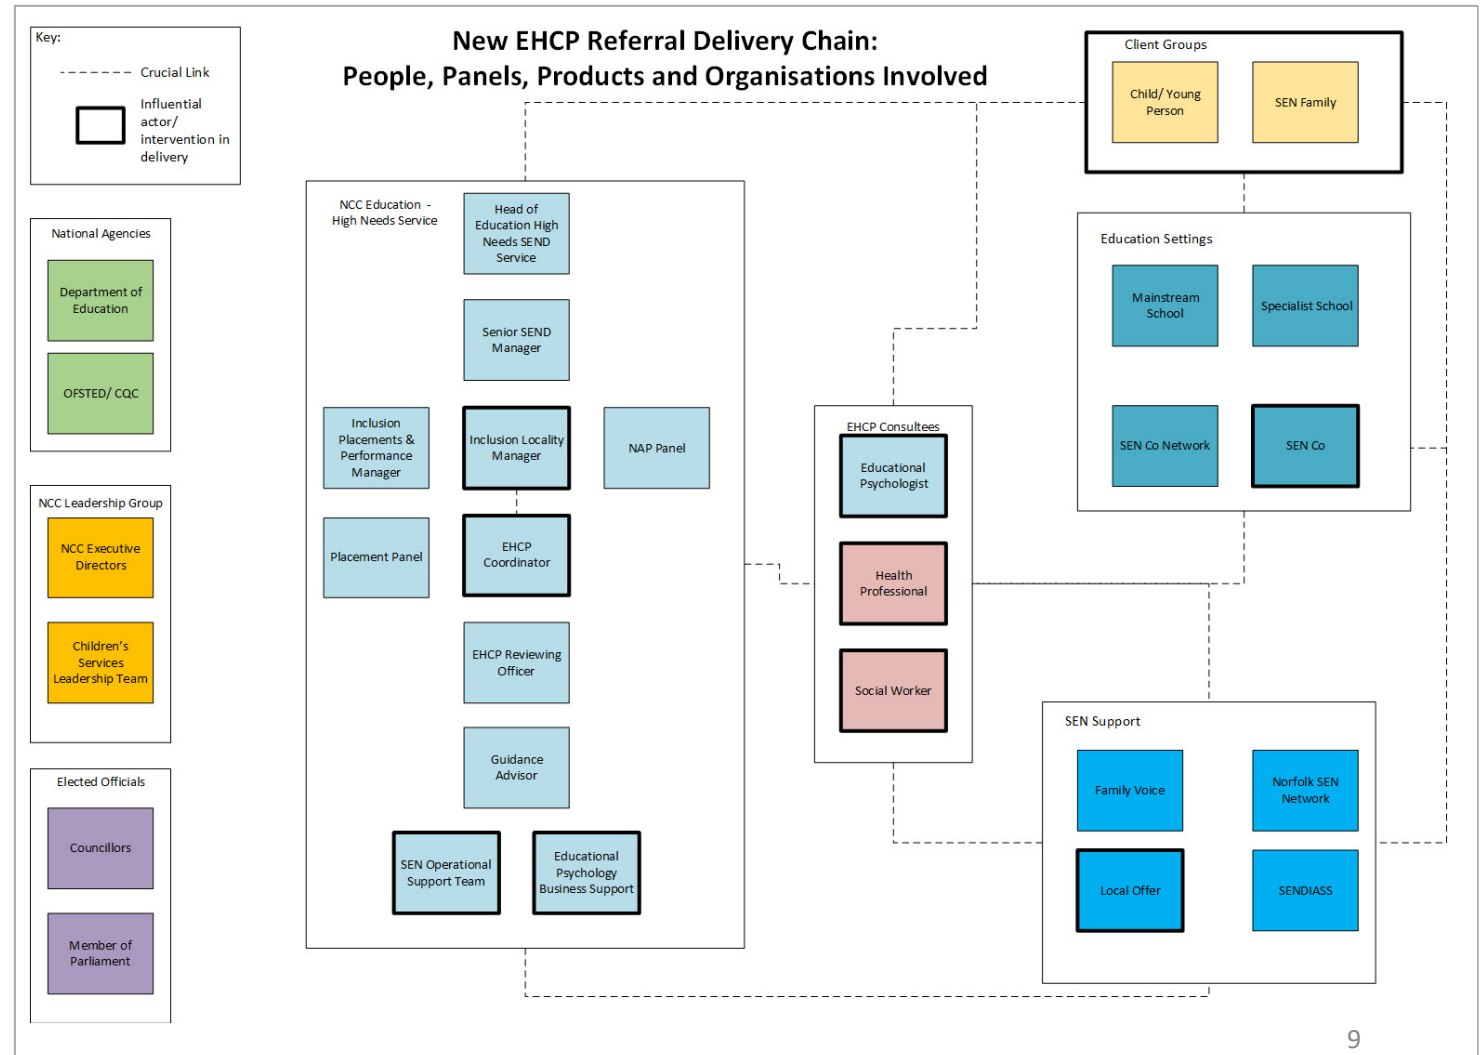 New EHCP Referral Delivery Chain:
People, Panels, Products and Organisations Involved
Key:
Crucial Link
Influential
actor/
intervention in
delivery
National Agencies
Department of
Education
OFSTED/ CQC
NCC Leadership Group
NCC Executive
Directors
Children's
Services
Leadership Team
Elected Officials
Councillors
Member of
Parliament
NCC Education -
High Needs Service
Head of
Education High
Needs SEND
Service
Senior SEND
Manager
Inclusion
Placements &
Performance
Manager
Inclusion Locality
Manager
NAP Panel
Placement Panel
EHCP
Coordinator
EHCP Reviewing
Officer
Guidance
Advisor
SEN Operational
Support Team
Educational
Psychology
Business Support
EHCP Consultees
Educational
Psychologist
Health
Professional
Social Worker
Client Groups
Child/ Young
Person
SEN Family
Education Settings
Mainstream
School
Specialist School
SEN Co Network
SEN Co
SEN Support
Family Voice
Norfolk SEN
Network
Local Offer
SENDIASS
9